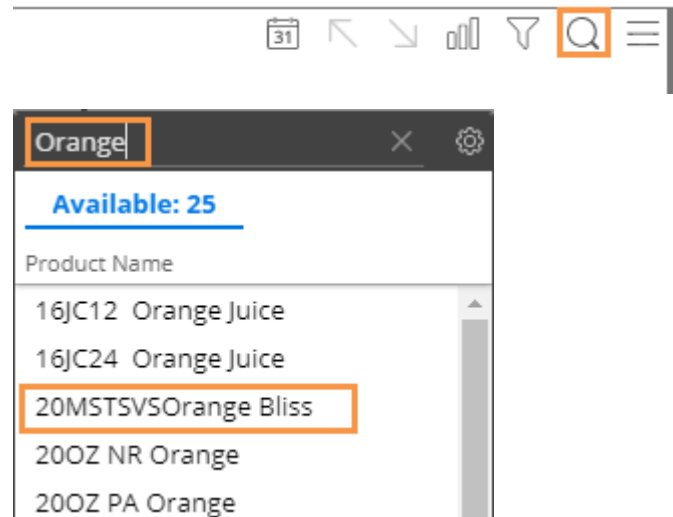 31
Orange
Available: 25
Product Name
16JC12  Orange Juice
16JC24  Orange Juice
20MSTSVSOrange Bliss
20OZ NR Orange
20OZ PA Orange